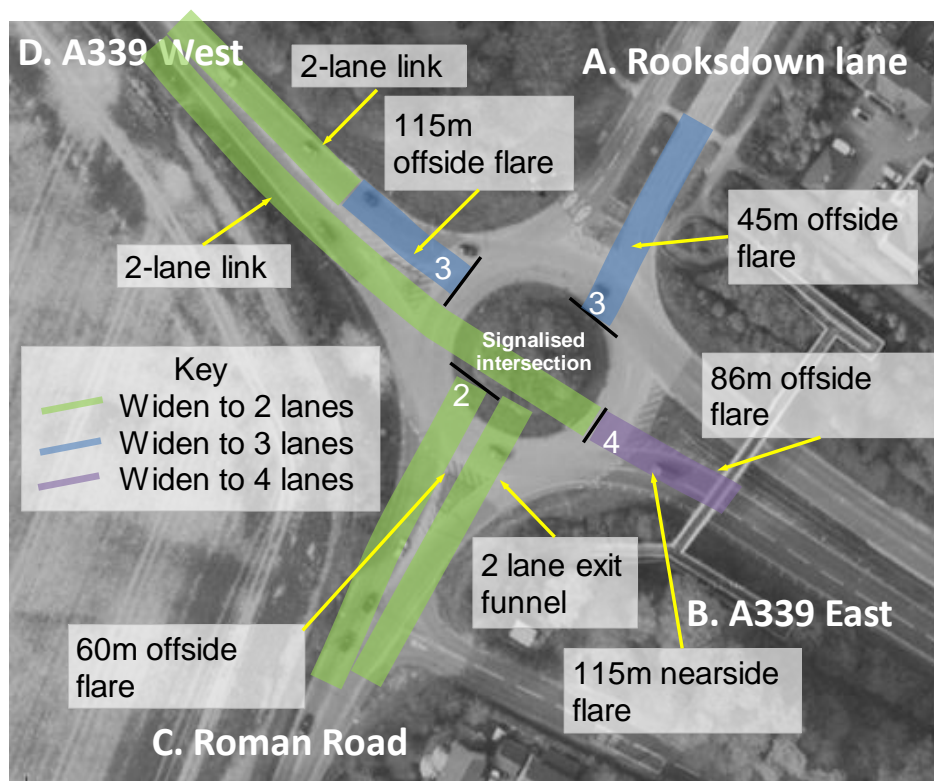 D. A339 West
2-lane link
A. Rooksdown lane
115m
offside flare
45m offside
flare
2-lane link
3
3
Signalised
intersection
Key
Widen to 2 lanes
Widen to 3 lanes
Widen to 4 lanes
2
86m offside
flare
4
2 lane exit
funnel
B. A339 East
60m offside
flare
115m nearside
flare
C. Roman Road